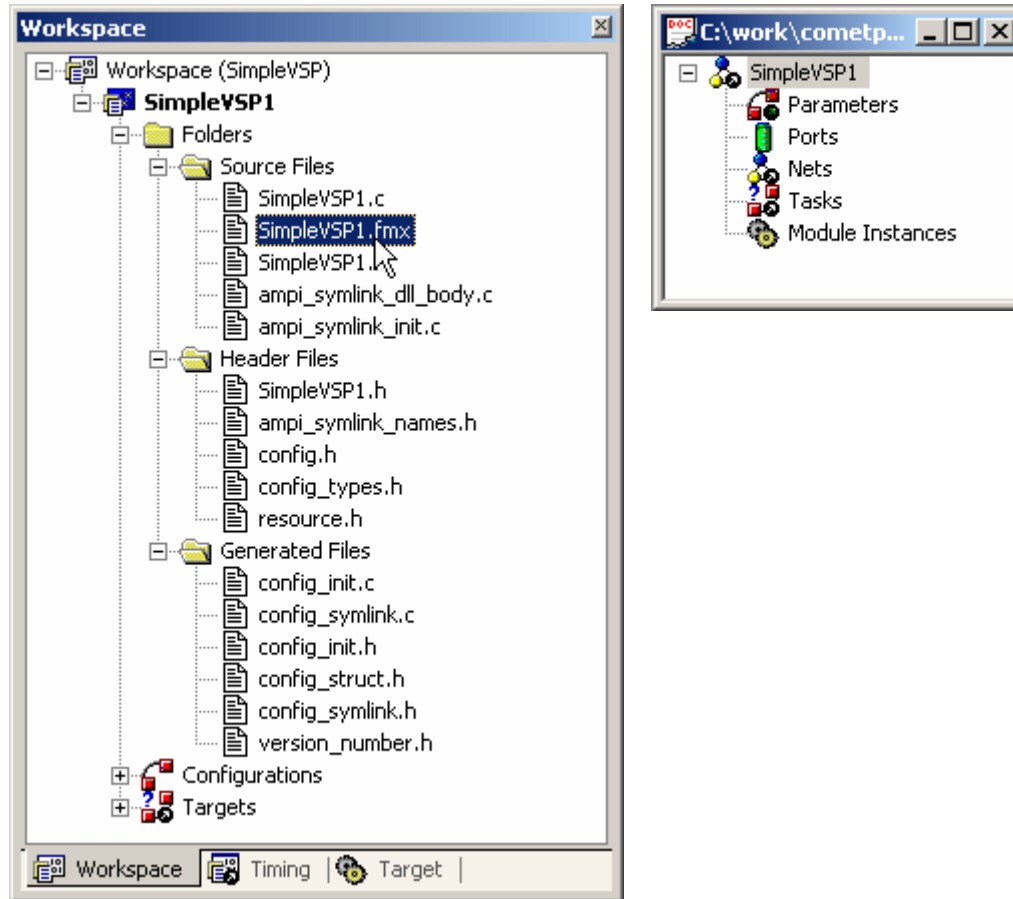 Workspace
Workspace (SimpleVSP)
SimpleVSP1
Folders
Source Files
SimpleVSP1.c
SimpleVSP1.fmx
SimpleVSP1.
ampi_symlink_dll_body.c
ampi_symlink_init.c
Header Files
SimpleVSP1.h
ampi_symlink_names.h
config.h
config_types.h
resource.h
Generated Files
config_init.c
config_symlink.c
config_init.h
config_struct.h
config_symlink.h
version_number.h
Configurations
Targets
Workspace
Timing
Target
DOC
C:\work\cometp...
SimpleVSP1
Parameters
Ports
Nets
Tasks
Module Instances